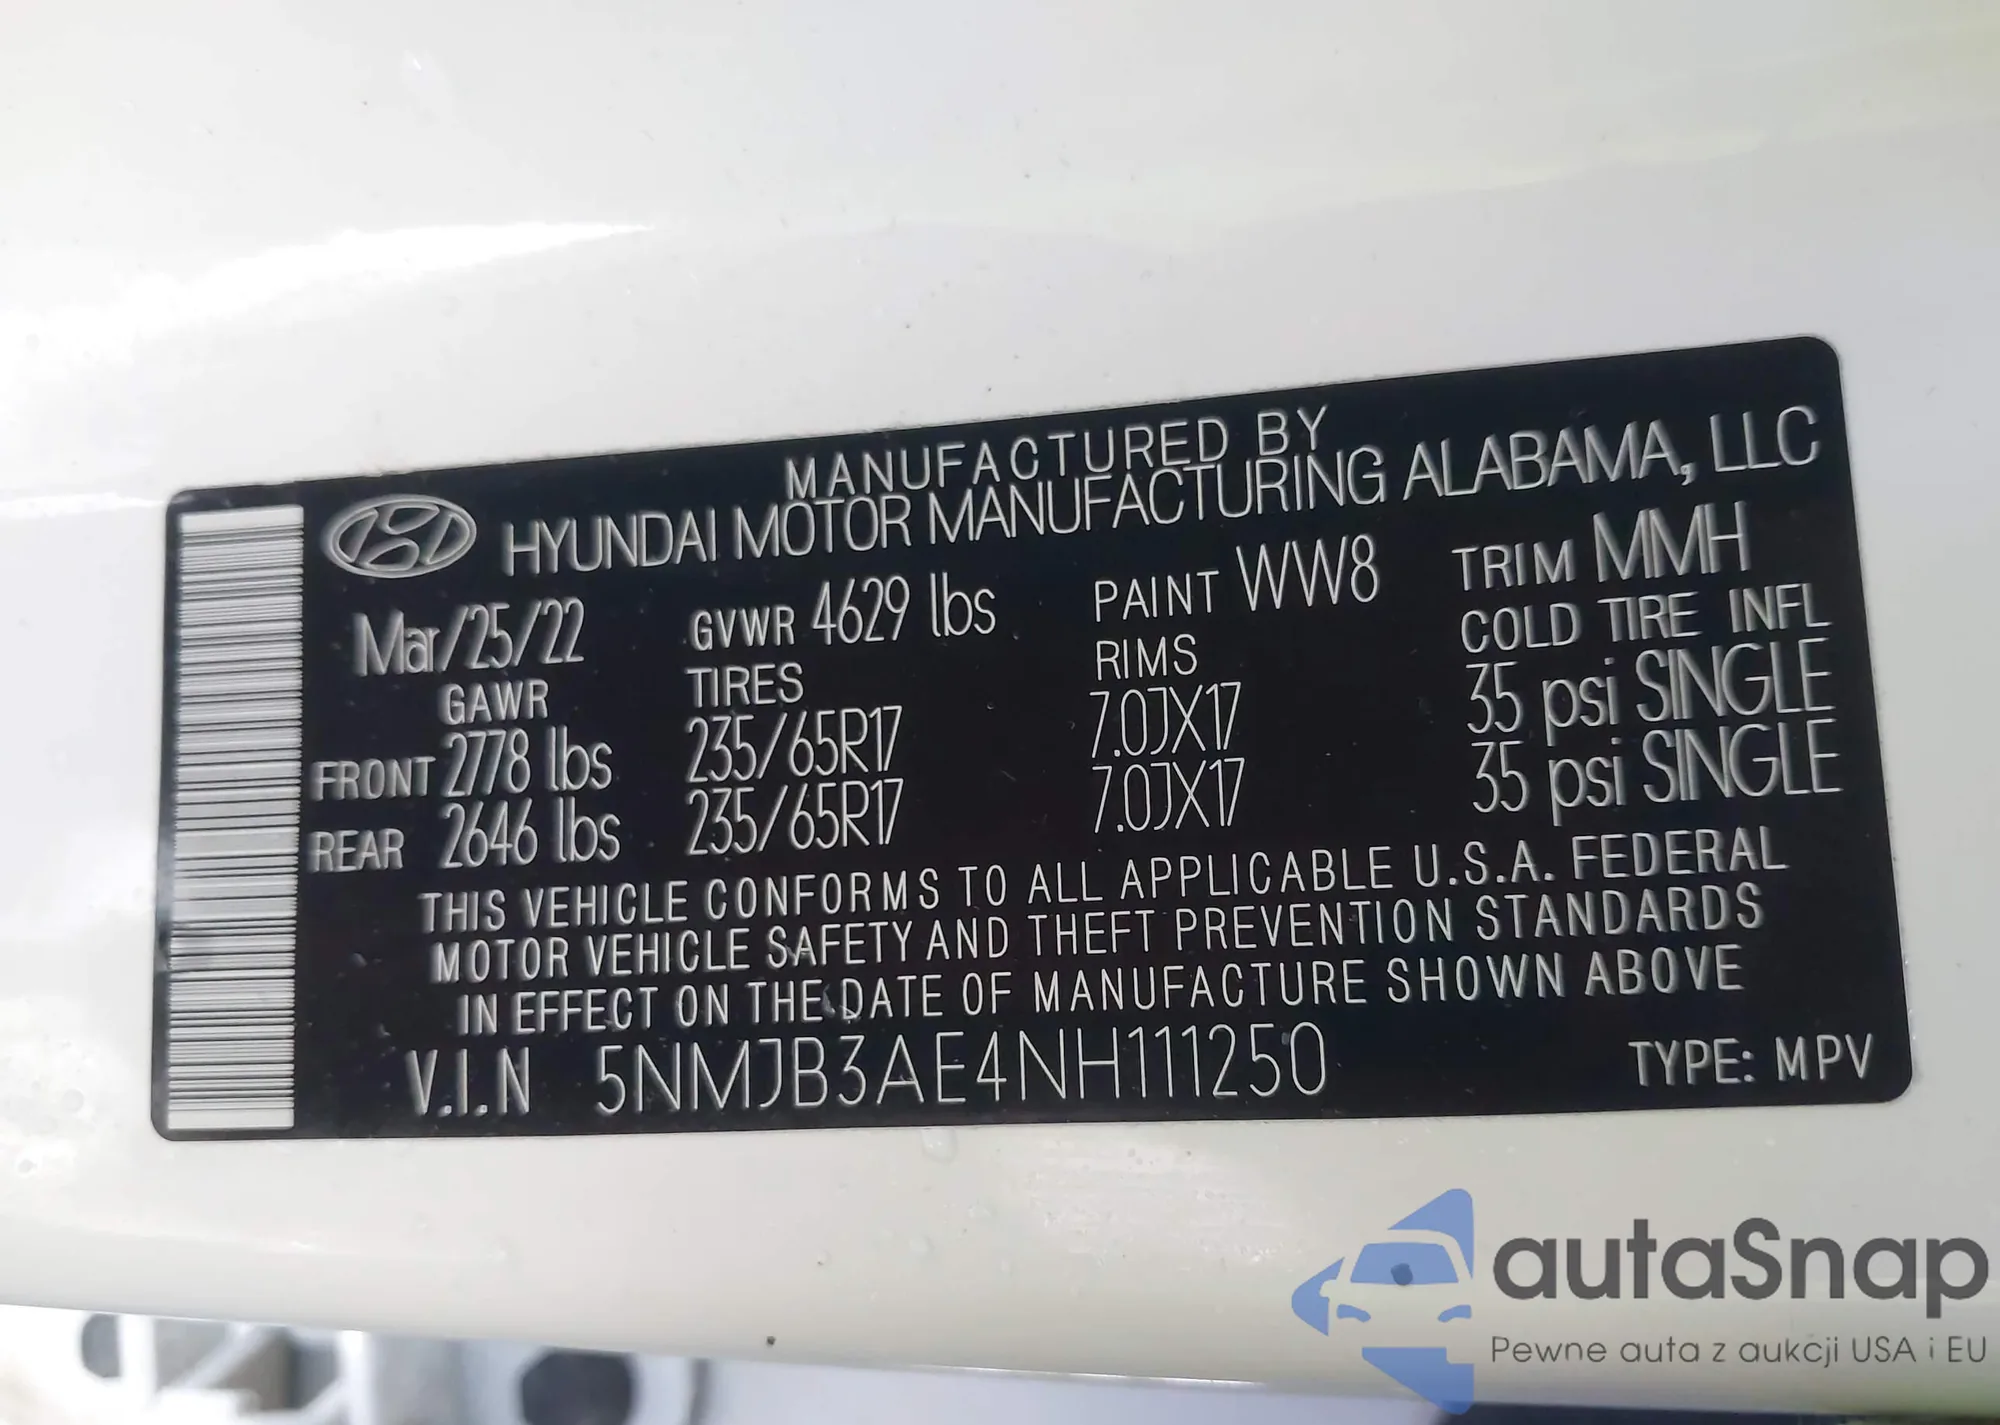 MANUFACTURED BY
HYUNDAI MOTOR MANUFACTURING ALABAMA, LLC
Mar/25/22 GVWR 4629 lbs PAINT WW8 TRIM MMH
GAWR TIRES RIMS COLD TIRE INFL
FRONT 2778 lbs 235/65R17 7.0JX17 35 psi SINGLE
REAR 2646 lbs 235/65R17 7.0JX17 35 psi SINGLE
THIS VEHICLE CONFORMS TO ALL APPLICABLE U.S.A. FEDERAL
MOTOR VEHICLE SAFETY AND THEFT PREVENTION STANDARDS
IN EFFECT ON THE DATE OF MANUFACTURE SHOWN ABOVE
V.I.N 5NMJB3AE4NH111250 TYPE: MPV
autaSnap
Pewne auta z aukcji USA i EU